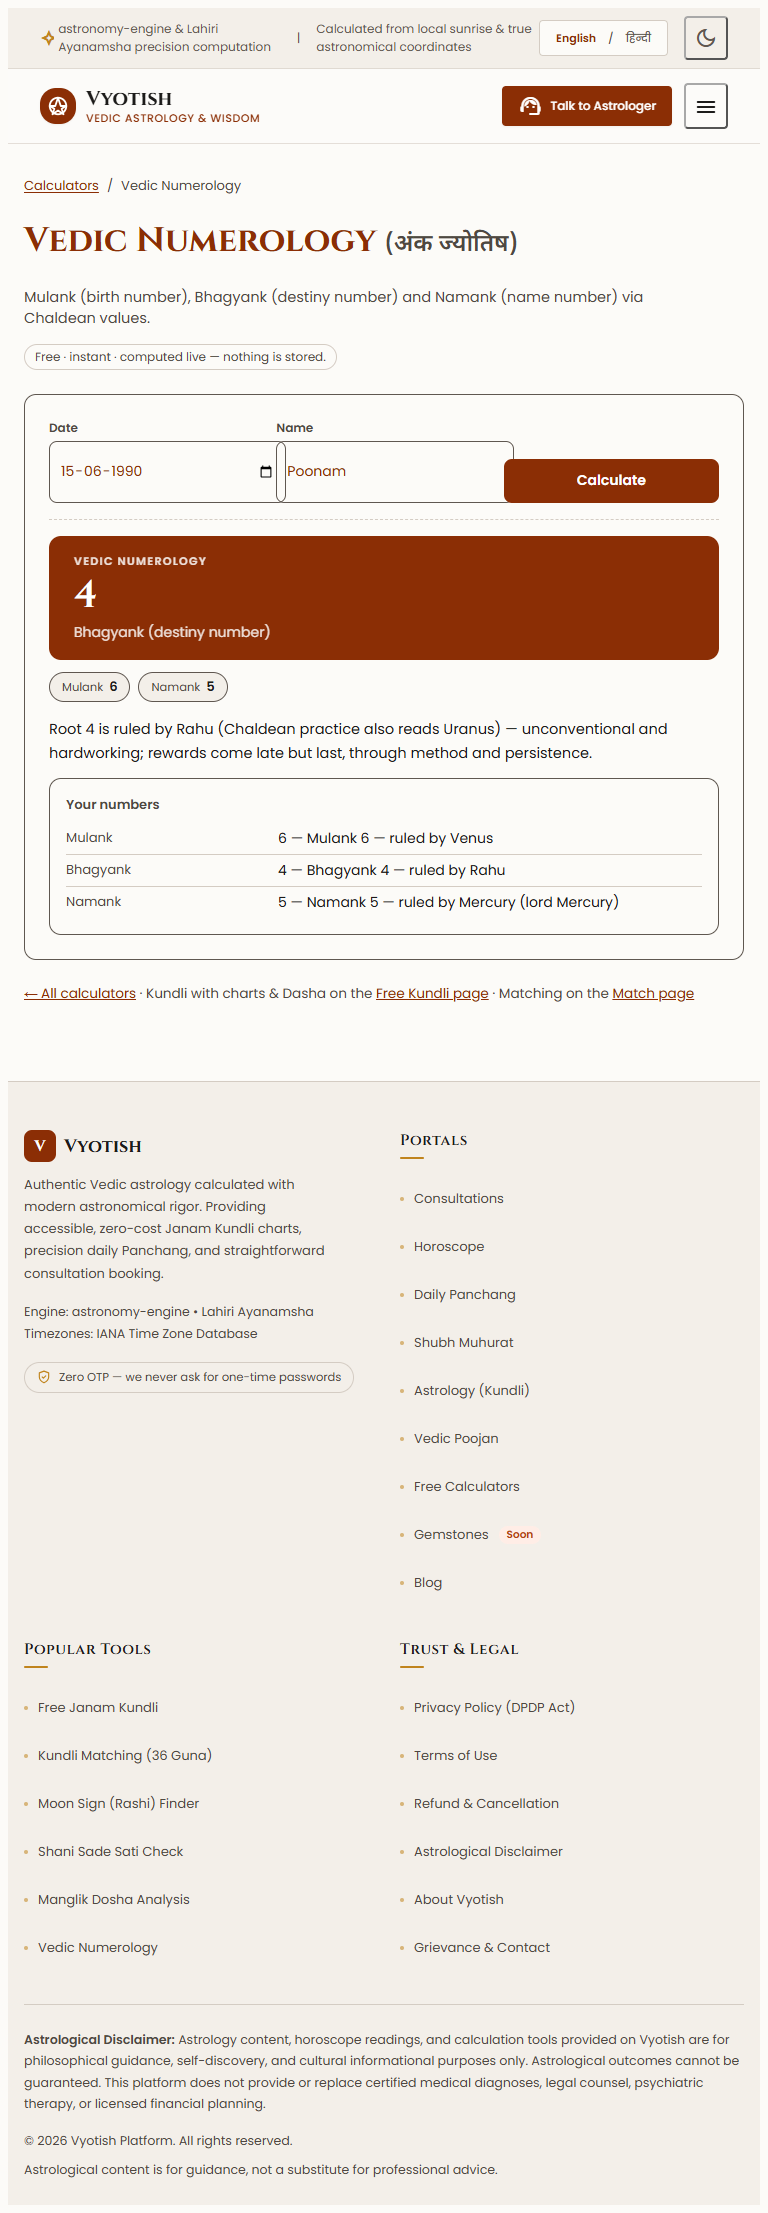 astronomy-engine & Lahiri
Ayanamsha precision computation
|
Calculated from local sunrise & true
astronomical coordinates
English / हिन्दी
Vyotish
VEDIC ASTROLOGY & WISDOM
Talk to Astrologer
Calculators / Vedic Numerology
Vedic Numerology (अंक ज्योतिष)
Mulank (birth number), Bhagyank (destiny number) and Namank (name number) via
Chaldean values.
Free · instant · computed live — nothing is stored.
Date
Name
15-06-1990
Poonam
Calculate
VEDIC NUMEROLOGY
4
Bhagyank (destiny number)
Mulank 6
Namank 5
Root 4 is ruled by Rahu (Chaldean practice also reads Uranus) — unconventional and
hardworking; rewards come late but last, through method and persistence.
Your numbers
Mulank 6 — Mulank 6 — ruled by Venus
Bhagyank 4 — Bhagyank 4 — ruled by Rahu
Namank 5 — Namank 5 — ruled by Mercury (lord Mercury)
← All calculators · Kundli with charts & Dasha on the Free Kundli page · Matching on the Match page
V Vyotish
Authentic Vedic astrology calculated with
modern astronomical rigor. Providing
accessible, zero-cost Janam Kundli charts,
precision daily Panchang, and straightforward
consultation booking.
Engine: astronomy-engine • Lahiri Ayanamsha
Timezones: IANA Time Zone Database
Zero OTP — we never ask for one-time passwords
Portals
Consultations
Horoscope
Daily Panchang
Shubh Muhurat
Astrology (Kundli)
Vedic Poojan
Free Calculators
Gemstones Soon
Blog
Popular Tools
Free Janam Kundli
Kundli Matching (36 Guna)
Moon Sign (Rashi) Finder
Shani Sade Sati Check
Manglik Dosha Analysis
Vedic Numerology
Trust & Legal
Privacy Policy (DPDP Act)
Terms of Use
Refund & Cancellation
Astrological Disclaimer
About Vyotish
Grievance & Contact
Astrological Disclaimer: Astrology content, horoscope readings, and calculation tools provided on Vyotish are for
philosophical guidance, self-discovery, and cultural informational purposes only. Astrological outcomes cannot be
guaranteed. This platform does not provide or replace certified medical diagnoses, legal counsel, psychiatric
therapy, or licensed financial planning.
© 2026 Vyotish Platform. All rights reserved.
Astrological content is for guidance, not a substitute for professional advice.